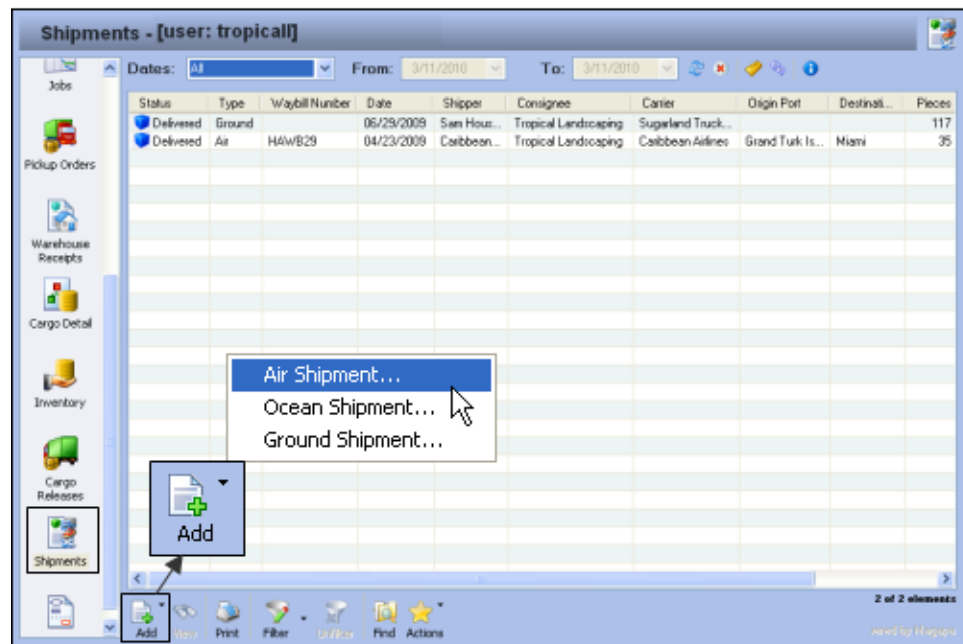 Shipments - [user: tropicall]
Dates: All From: 3/11/2010 To: 3/11/2010
Jobs
Status Type Waybill Number Date Shipper Consignee Carrier Origin Port Destinati... Pieces
Delivered Ground 06/29/2009 Sam Hous... Tropical Landscaping Sugarland Truck... 117
Delivered Air HAWB29 04/23/2009 Caribbean... Tropical Landscaping Caribbean Airlines Grand Turk Is... Miami 35
Pickup Orders
Warehouse
Receipts
Cargo Detail
Air Shipment...
Ocean Shipment...
Ground Shipment...
Inventory
Cargo
Releases
Add
Shipments
2 of 2 elements
Add View Print Filter Unfilter Find Actions